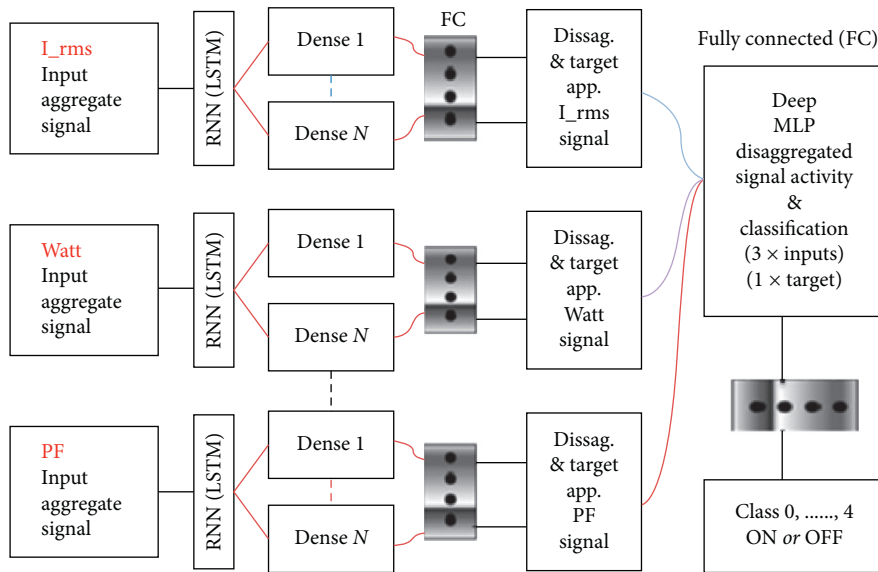 I_rms
Input
aggregate
signal
RNN (LSTM)
Dense 1
Dense N
FC
Dissag.
& target
app.
I_rms
signal
Watt
Input
aggregate
signal
RNN (LSTM)
Dense 1
Dense N
Dissag.
& target
app.
Watt
signal
PF
Input
aggregate
signal
RNN (LSTM)
Dense 1
Dense N
Dissag.
& target
app.
PF
signal
Fully connected (FC)
Deep
MLP
disaggregated
signal activity
&
classification
(3 × inputs)
(1 × target)
Class 0, ......, 4
ON or OFF